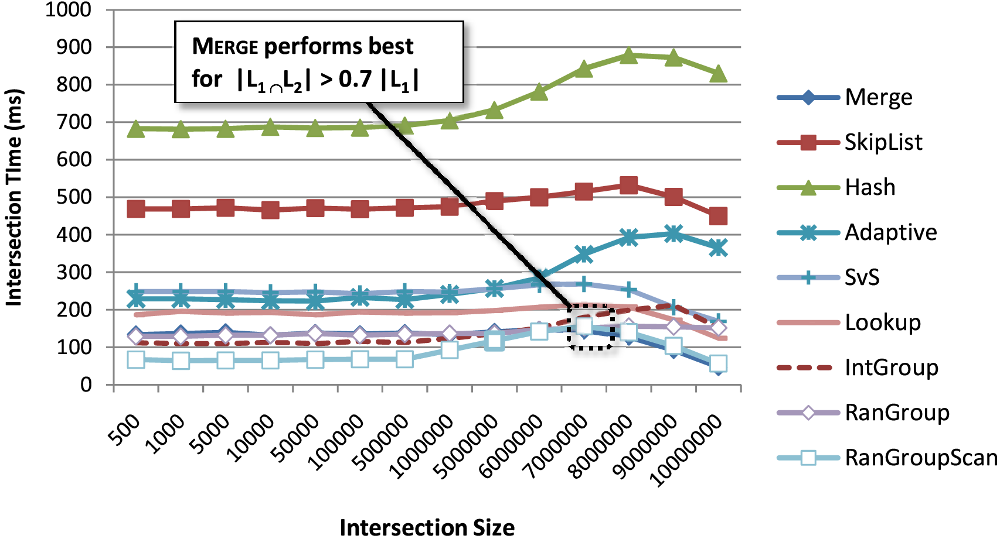 1000
900
800
700
600
500
400
300
200
100
0
Intersection TIme (ms)
MERGE performs best
for |L1 ∩L2| > 0.7 |L1|
500
1000
5000
10000
50000
100000
500000
1000000
5000000
6000000
7000000
8000000
9000000
10000000
Intersection Size
Merge
SkipList
Hash
Adaptive
SvS
Lookup
IntGroup
RanGroup
RanGroupScan